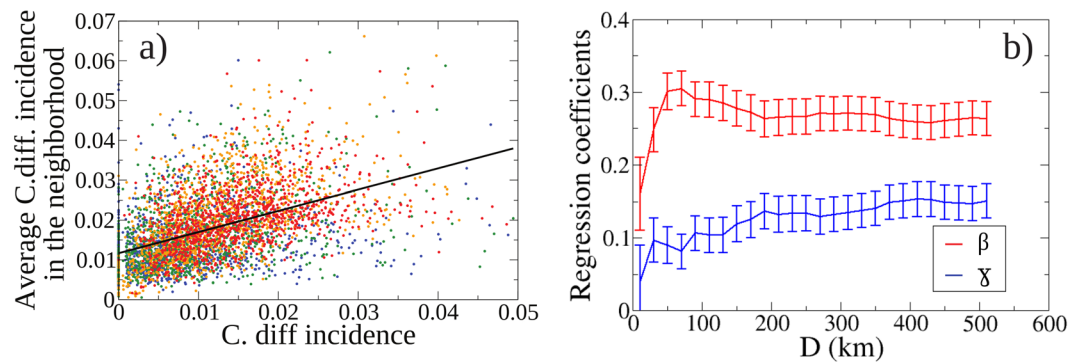 a)
Average C.diff. incidence
in the neighborhood
0.07
0.06
0.05
0.04
0.03
0.02
0.01
0
0 0.01 0.02 0.03 0.04 0.05
C. diff incidence
b)
Regression coefficients
0.4
0.3
0.2
0.1
0
β
ɣ
0 100 200 300 400 500 600
D (km)